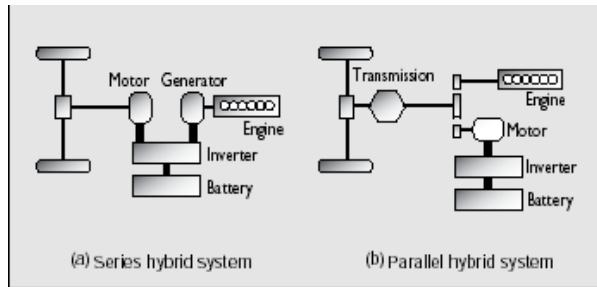 Motor Generator
Engine
Inverter
Battery
(a) Series hybrid system
Transmission
Engine
Motor
Inverter
Battery
(b) Parallel hybrid system